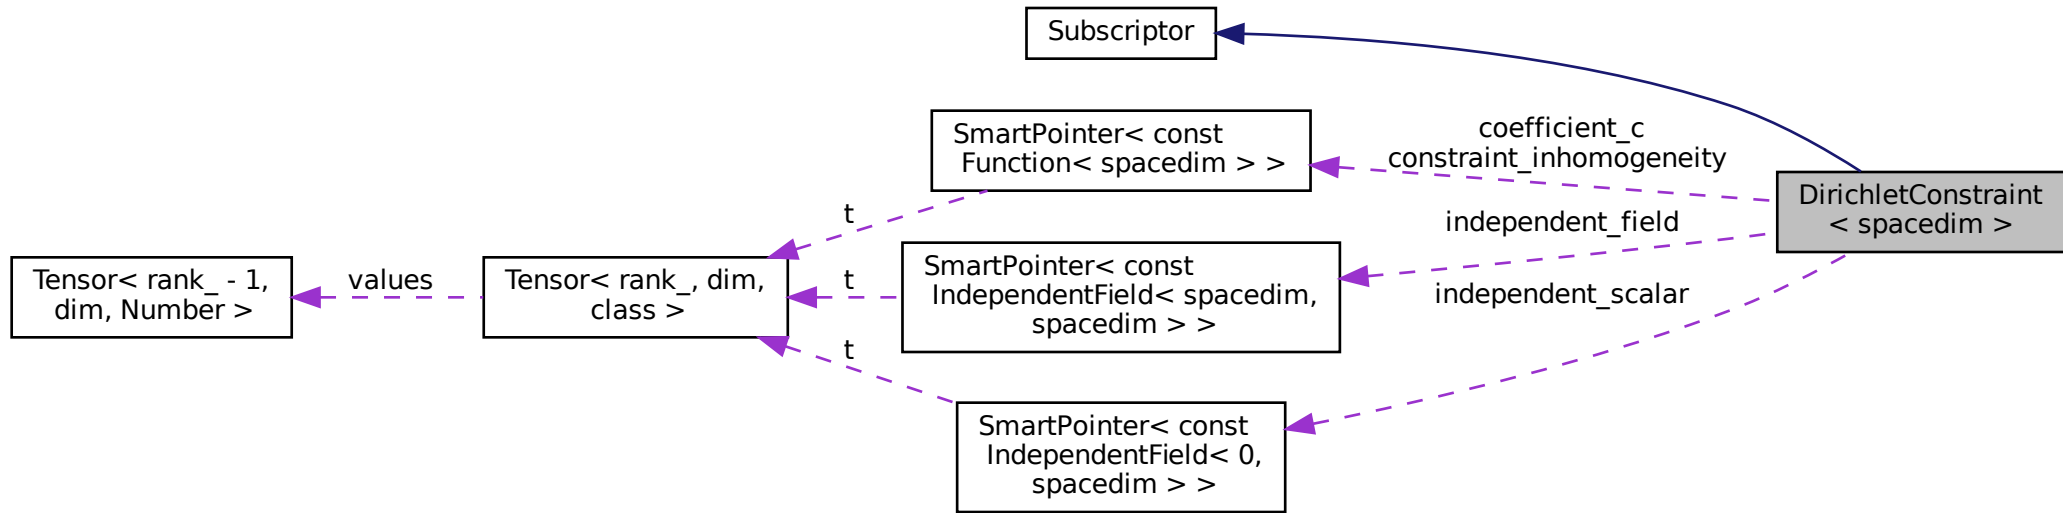 Subscriptor
SmartPointer< const
Function< spacedim > >
coefficient_c
constraint_inhomogeneity
DirichletConstraint
< spacedim >
t
independent_field
SmartPointer< const
IndependentField< spacedim,
spacedim > >
Tensor< rank_ - 1,
dim, Number >
values
Tensor< rank_, dim,
class >
t
independent_scalar
t
SmartPointer< const
IndependentField< 0,
spacedim > >